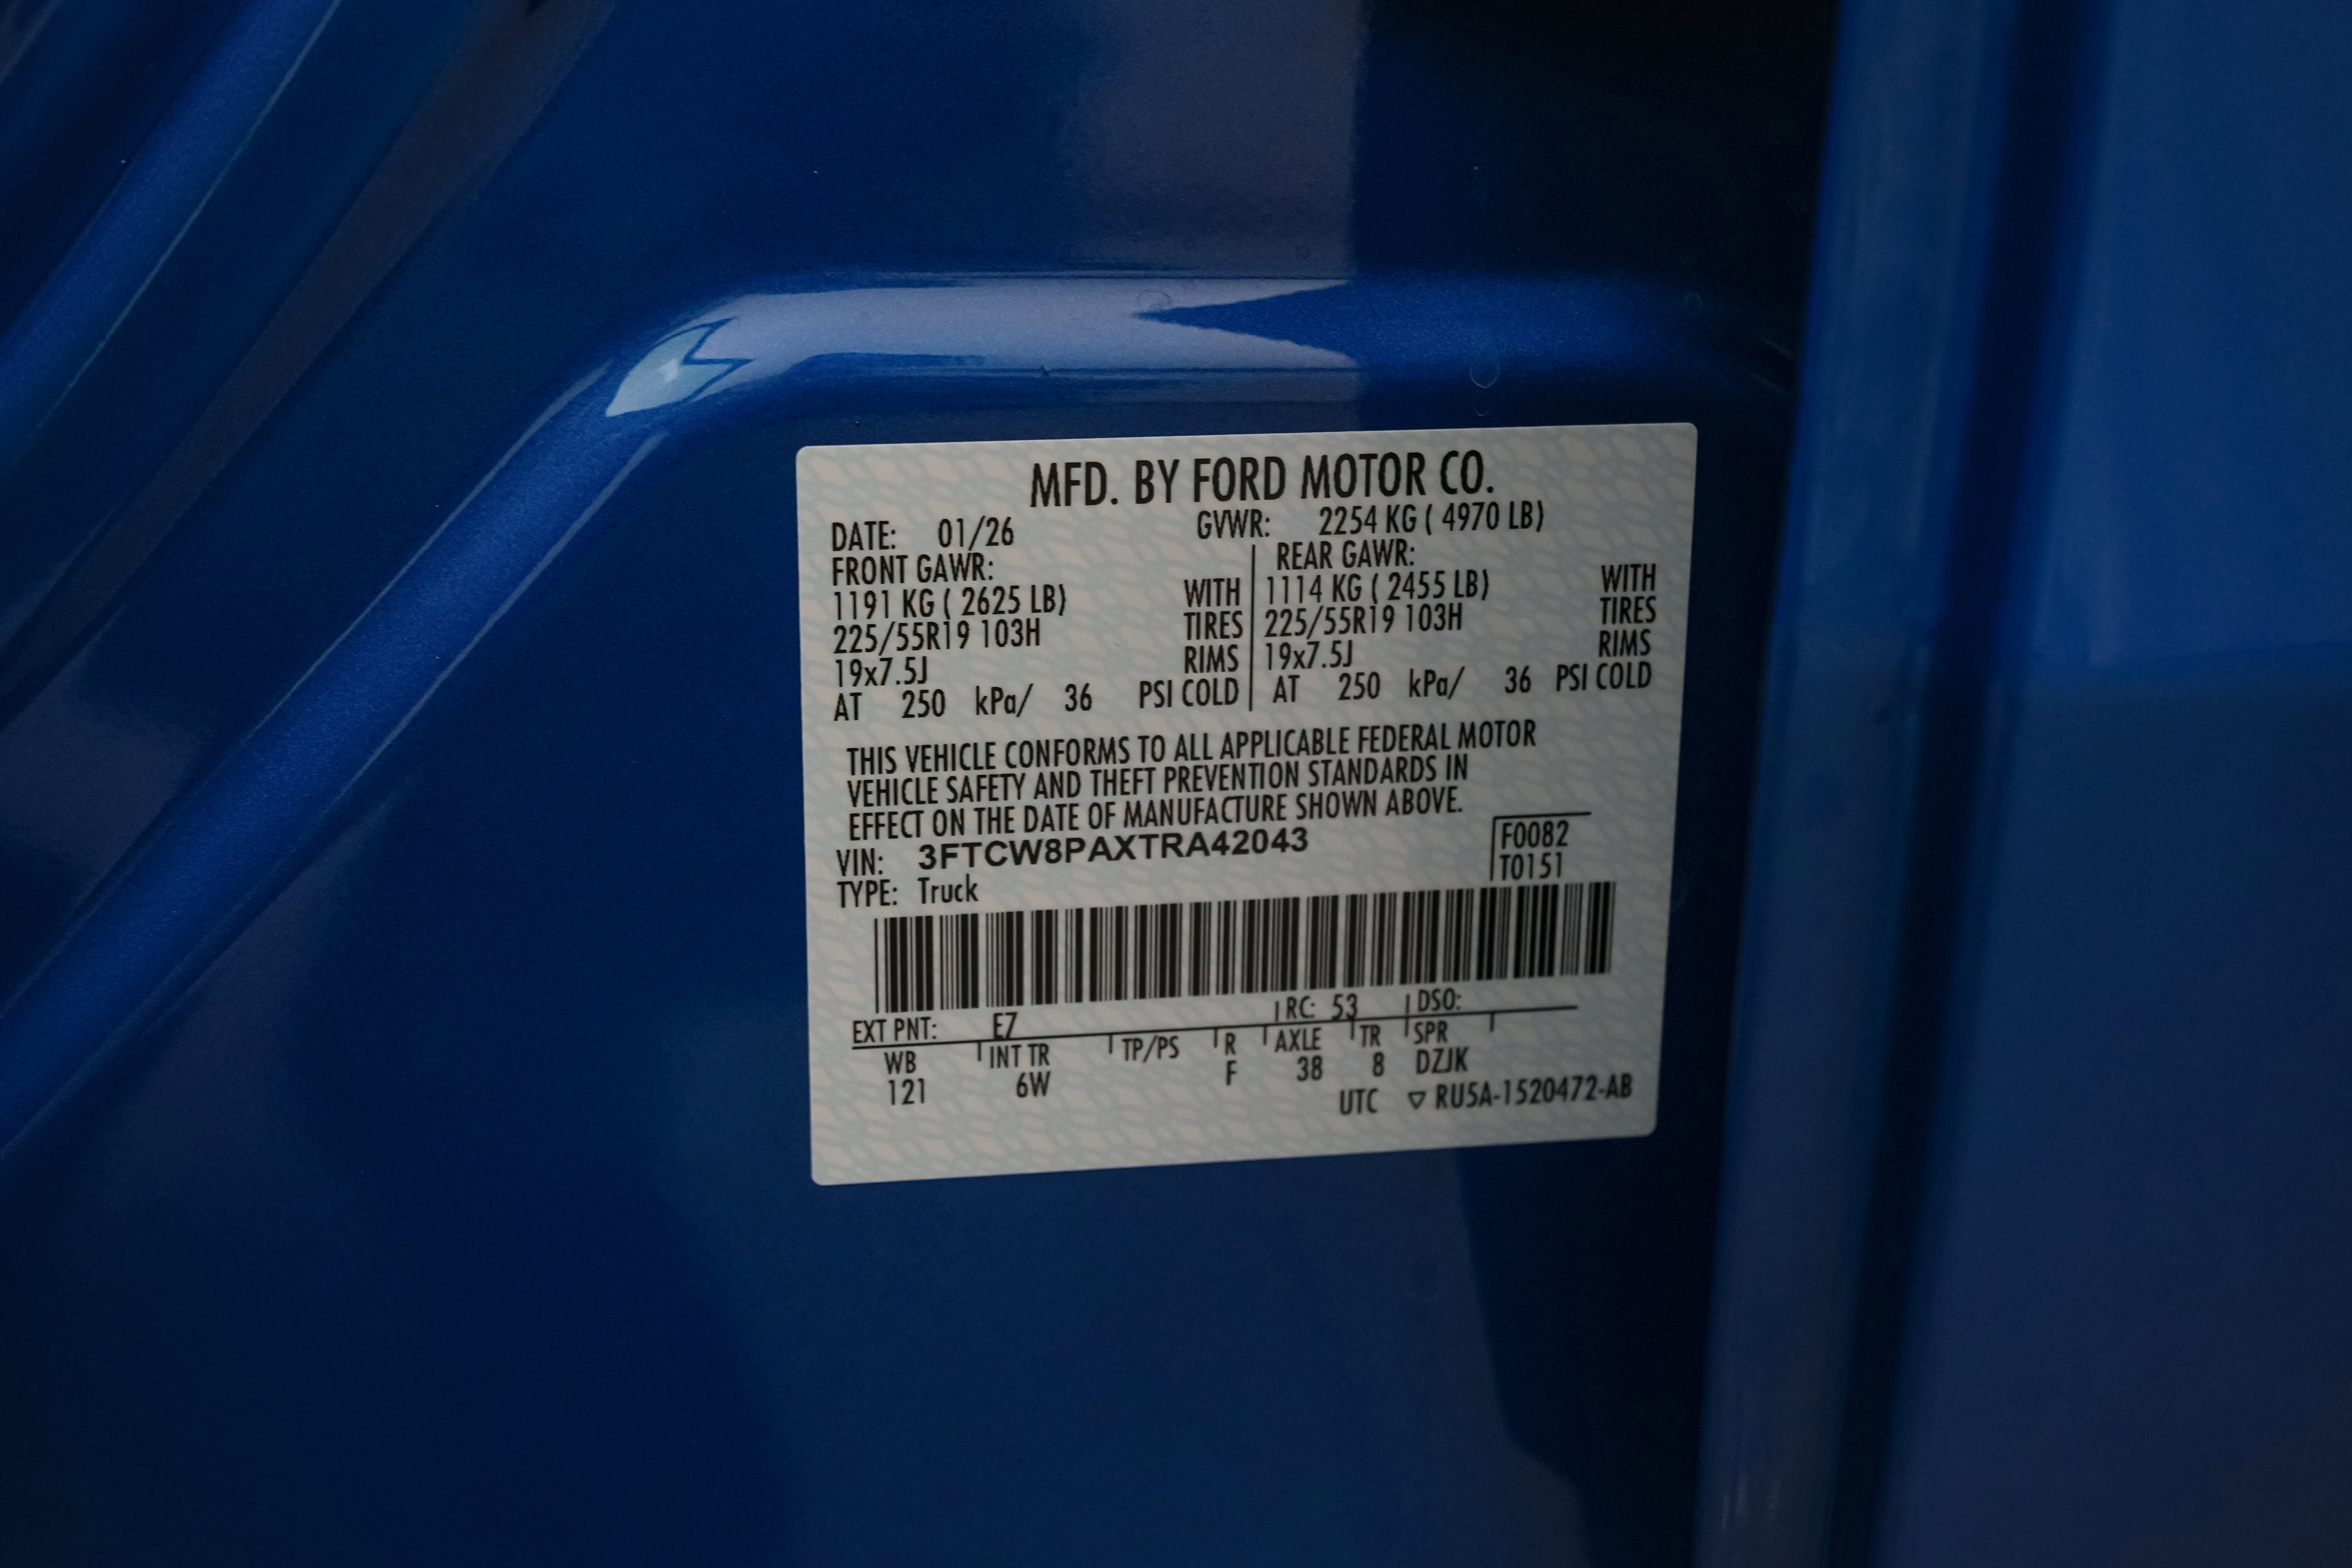 MFD. BY FORD MOTOR CO.
DATE: 01/26 GVWR: 2254 KG ( 4970 LB)
FRONT GAWR: REAR GAWR:
1191 KG ( 2625 LB) WITH 1114 KG ( 2455 LB) WITH
225/55R19 103H TIRES 225/55R19 103H TIRES
19x7.5J RIMS 19x7.5J RIMS
AT 250 kPa/ 36 PSI COLD AT 250 kPa/ 36 PSI COLD
THIS VEHICLE CONFORMS TO ALL APPLICABLE FEDERAL MOTOR
VEHICLE SAFETY AND THEFT PREVENTION STANDARDS IN
EFFECT ON THE DATE OF MANUFACTURE SHOWN ABOVE.
VIN: 3FTCW8PAXTRA42043 F0082
TYPE: Truck T0151
EXT PNT: E7 RC: 53 DSO:
WB INT TR TP/PS R AXLE TR SPR
121 6W F 38 8 DZJK
UTC ▽ RU5A-1520472-AB